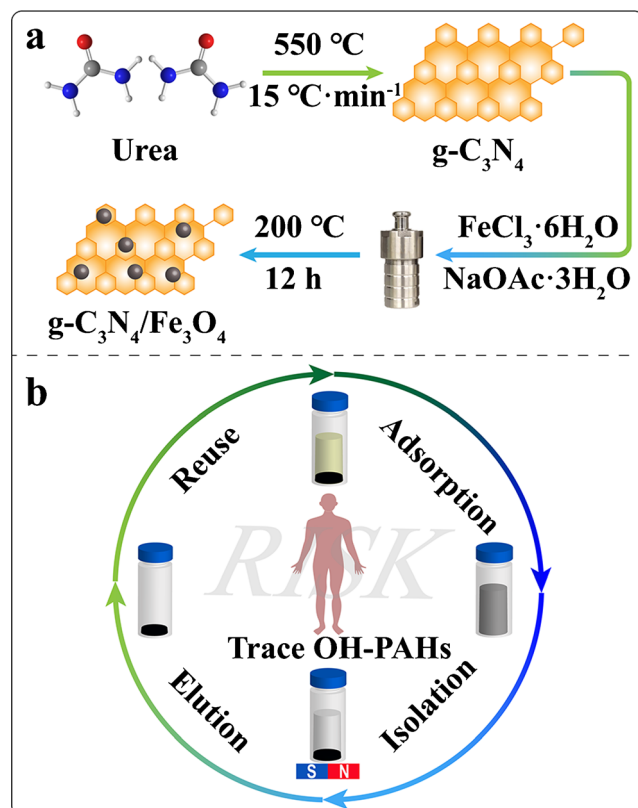 a
550 °C
15 °C·min⁻¹
Urea
g-C₃N₄
200 °C
12 h
FeCl₃·6H₂O
NaOAc·3H₂O
g-C₃N₄/Fe₃O₄
b
Reuse
Adsorption
RISK
Trace OH-PAHs
Elution
Isolation
S N